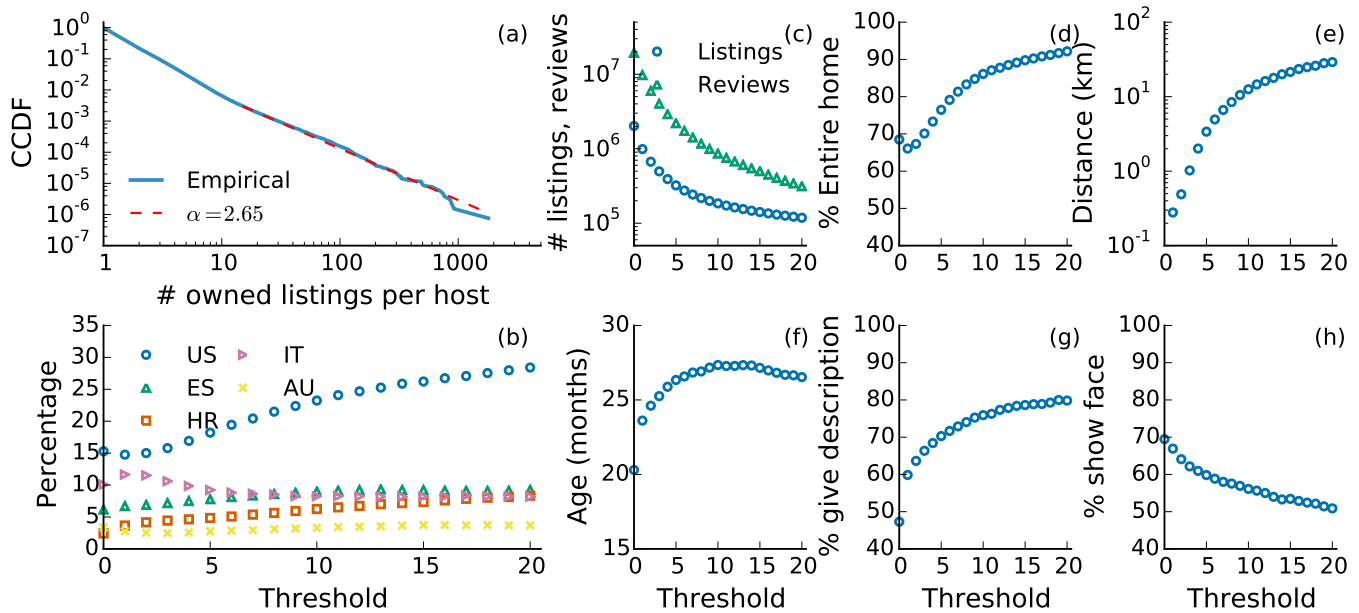 CCDF
10^0
10^-1
10^-2
10^-3
10^-4
10^-5
10^-6
10^-7
(a)
Empirical
α=2.65
1 10 100 1000
# owned listings per host
Percentage
35
30
25
20
15
10
5
0
(b)
US IT
ES AU
HR
0 5 10 15 20
Threshold
# listings, reviews
10^7
10^6
10^5
(c)
Listings
Reviews
0 5 10 15 20
% Entire home
100
90
80
70
60
50
40
(d)
0 5 10 15 20
Distance (km)
10^2
10^1
10^0
10^-1
(e)
0 5 10 15 20
Age (months)
30
25
20
15
(f)
0 5 10 15 20
Threshold
% give description
100
90
80
70
60
50
40
(g)
0 5 10 15 20
Threshold
% show face
100
90
80
70
60
50
40
(h)
0 5 10 15 20
Threshold